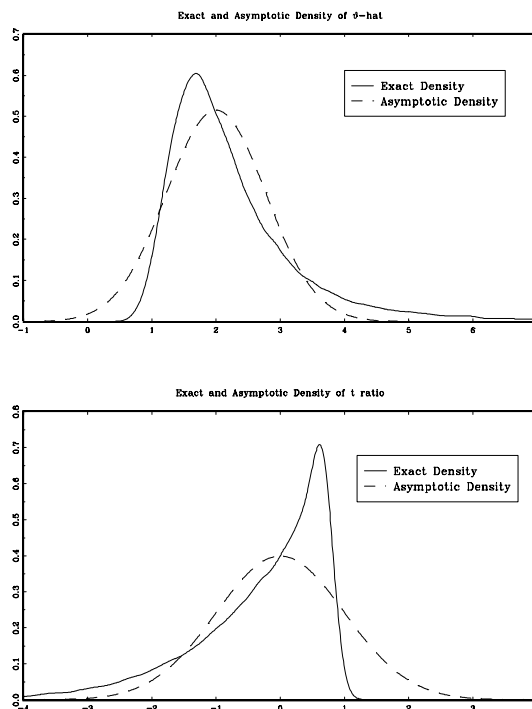 Exact and Asymptotic Density of ϑ-hat
0.7
0.6
0.5
0.4
0.3
0.2
0.1
0.0
Exact Density
Asymptotic Density
-1 0 1 2 3 4 5 6
Exact and Asymptotic Density of t ratio
0.8
0.7
0.6
0.5
0.4
0.3
0.2
0.1
0.0
Exact Density
Asymptotic Density
-4 -3 -2 -1 0 1 2 3